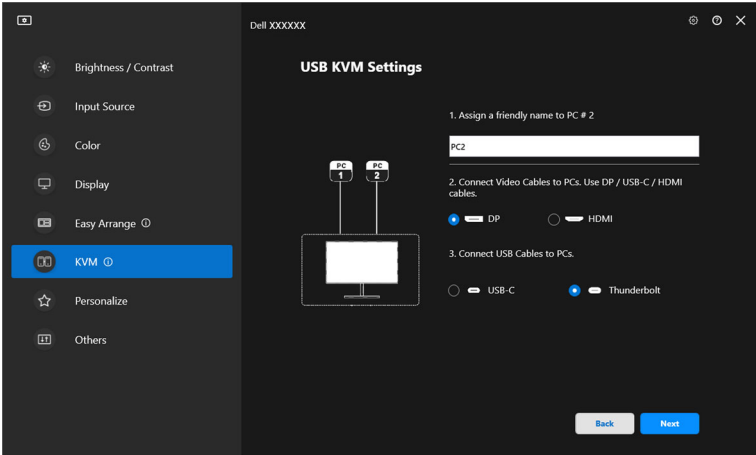 Dell XXXXXX
Brightness / Contrast
Input Source
Color
Display
Easy Arrange
KVM
Personalize
Others
USB KVM Settings
PC
1
PC
2
1. Assign a friendly name to PC # 2
PC2
2. Connect Video Cables to PCs. Use DP / USB-C / HDMI
cables.
DP
HDMI
3. Connect USB Cables to PCs.
USB-C
Thunderbolt
Back
Next